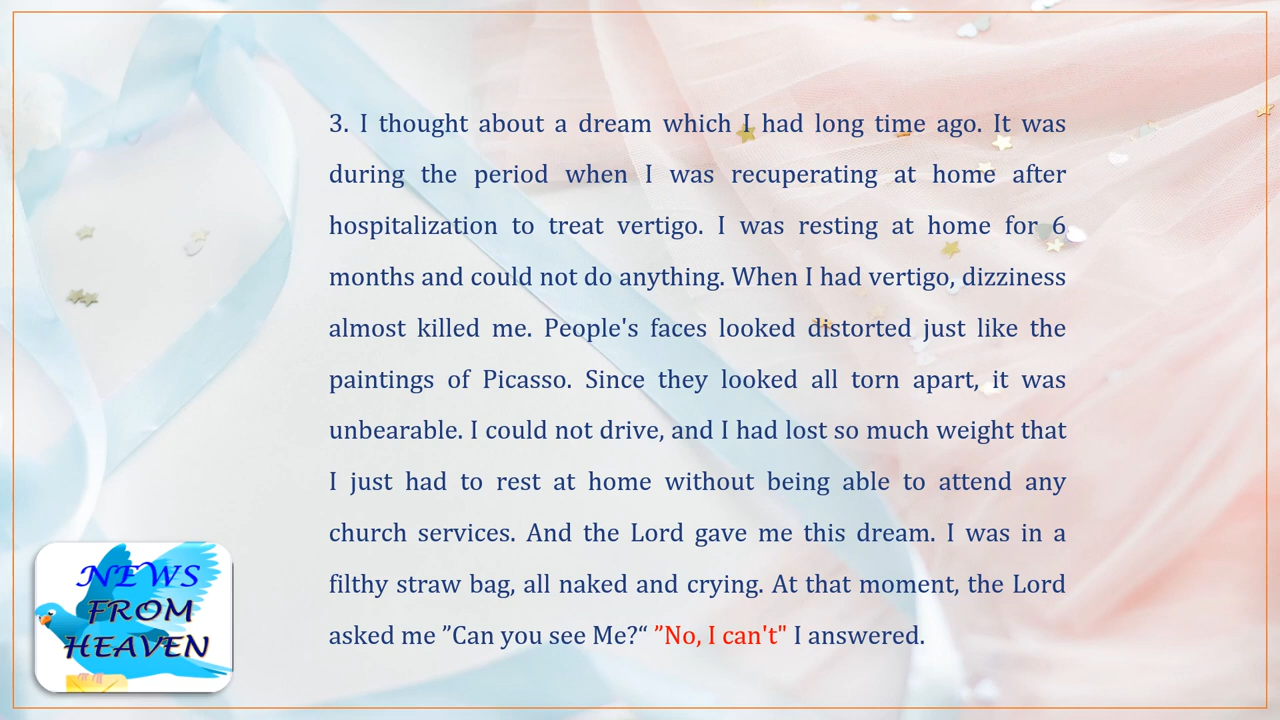 3. I thought about a dream which I had long time ago. It was
during the period when I was recuperating at home after
hospitalization to treat vertigo. I was resting at home for 6
months and could not do anything. When I had vertigo, dizziness
almost killed me. People's faces looked distorted just like the
paintings of Picasso. Since they looked all torn apart, it was
unbearable. I could not drive, and I had lost so much weight that
I just had to rest at home without being able to attend any
church services. And the Lord gave me this dream. I was in a
filthy straw bag, all naked and crying. At that moment, the Lord
asked me ”Can you see Me?“ ”No, I can't" I answered.
NEWS
FROM
HEAVEN